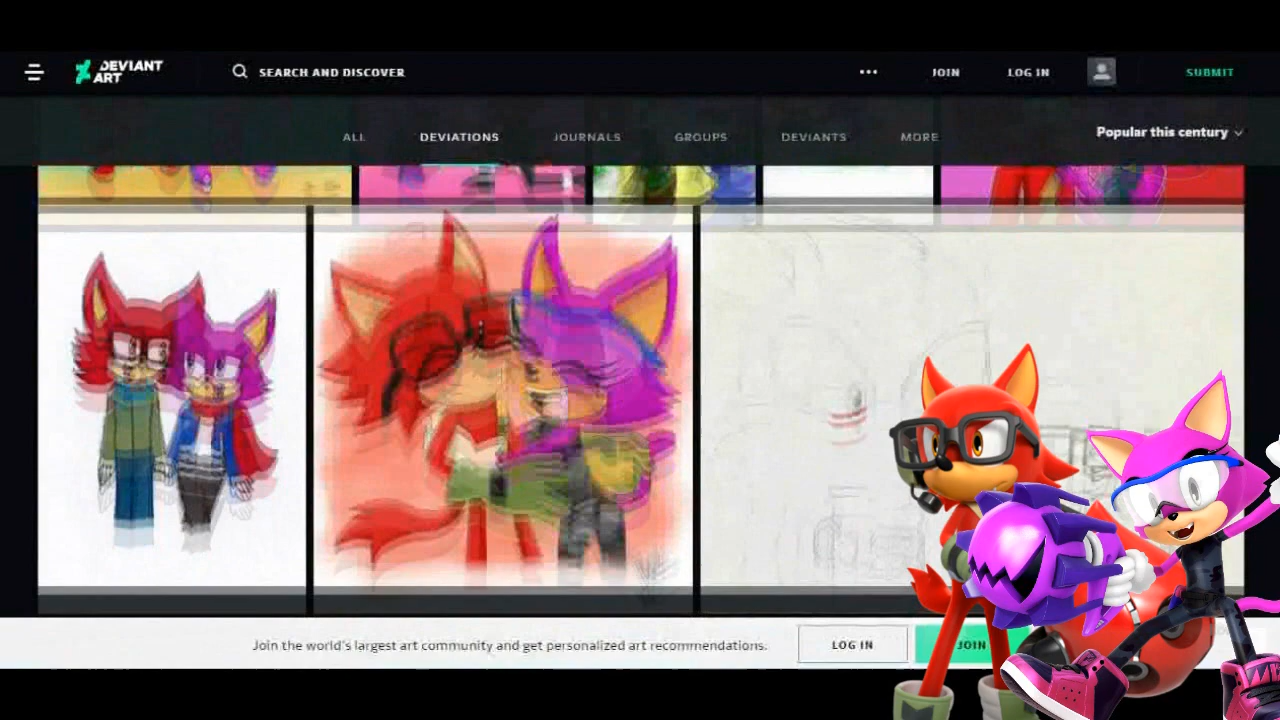 DEVIANT
ART
SEARCH AND DISCOVER
JOIN
LOG IN
SUBMIT
ALL
DEVIATIONS
JOURNALS
GROUPS
DEVIANTS
MORE
Popular this century
Join the world's largest art community and get personalized art recommendations.
LOG IN
JOIN